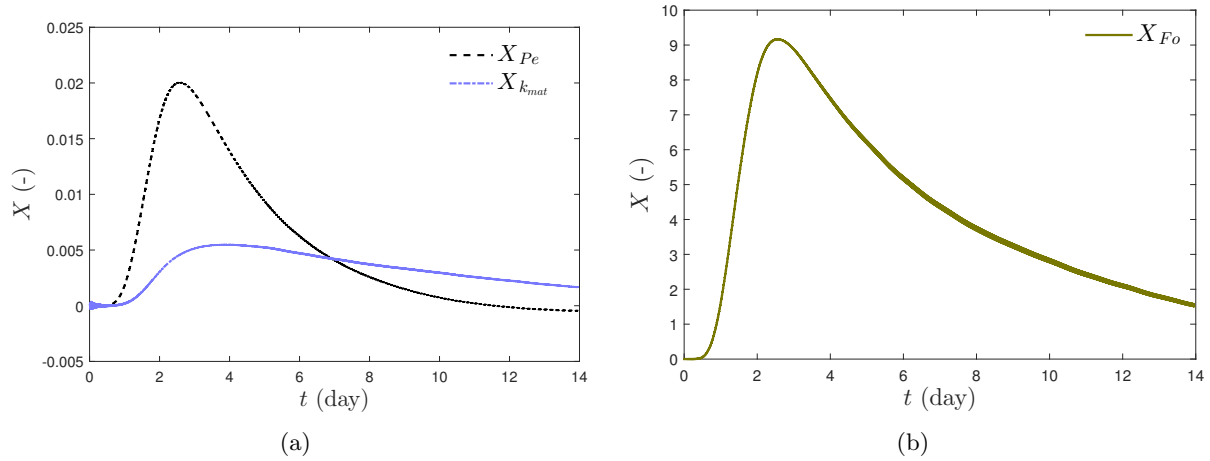 0.025
0.02
0.015
0.01
0.005
0
-0.005
X (-)
0 2 4 6 8 10 12 14
t (day)
X_{Pe}
X_{k_{mat}}
(a)
10
9
8
7
6
5
4
3
2
1
0
X (-)
0 2 4 6 8 10 12 14
t (day)
X_{Fo}
(b)